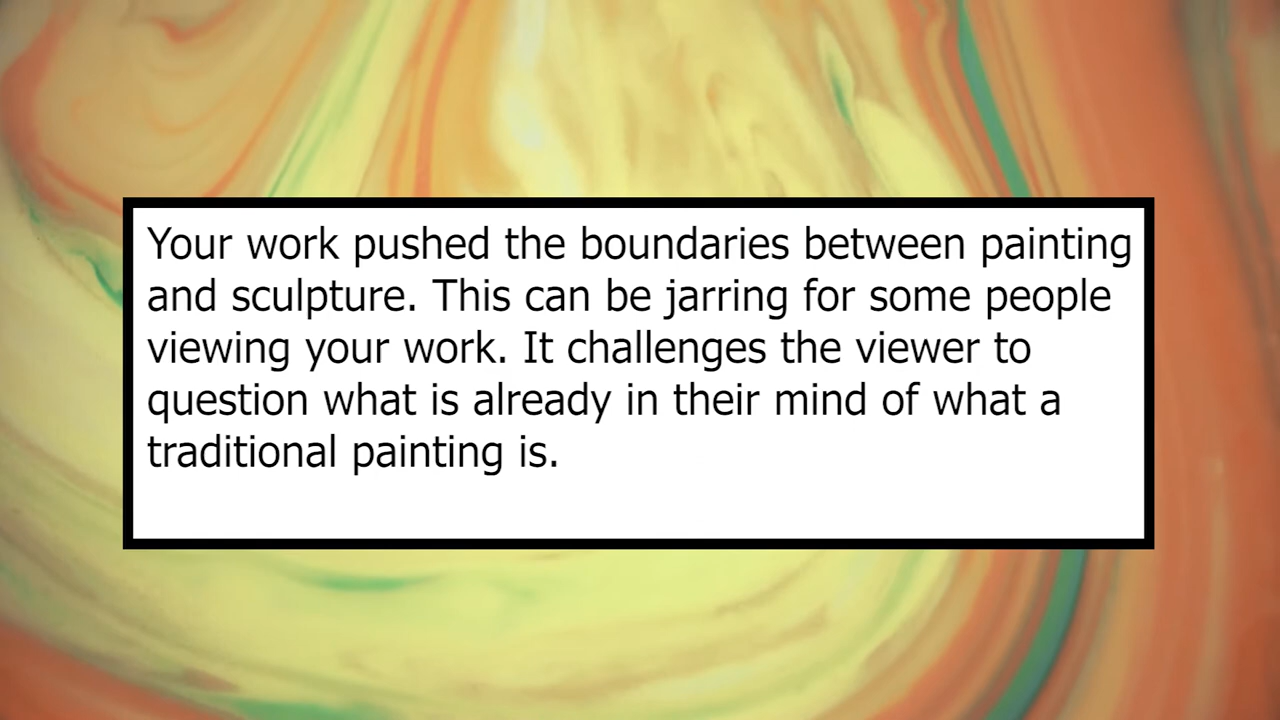 Your work pushed the boundaries between painting
and sculpture. This can be jarring for some people
viewing your work. It challenges the viewer to
question what is already in their mind of what a
traditional painting is.